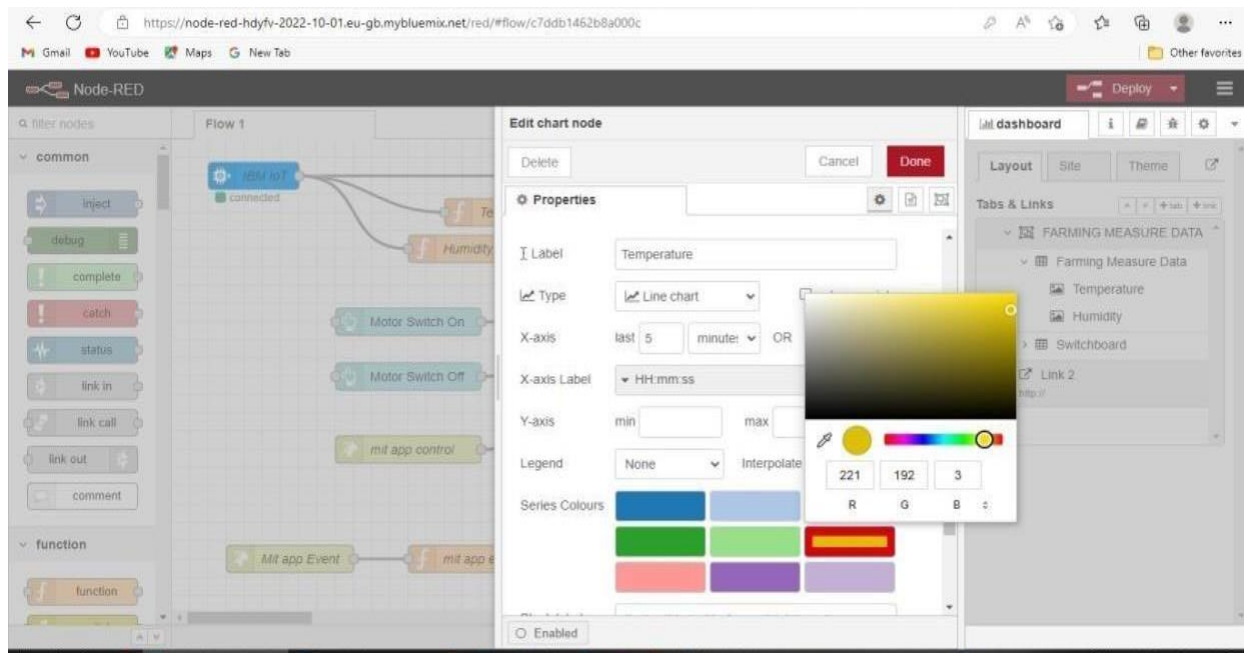 https://node-red-hdyfv-2022-10-01.eu-gb.mybluemix.net/red/#flow/c7ddb1462b8a000c
Gmail YouTube Maps New Tab Other favorites
Node-RED Deploy
filter nodes
common
inject
debug
complete
catch
status
link in
link call
link out
comment
function
function
Flow 1
IBM IoT
connected
Te
Humidity
Motor Switch On
Motor Switch Off
mit app control
Mit app Event
mit app e
Edit chart node
Delete Cancel Done
Properties
Label Temperature
Type Line chart
X-axis last 5 minutes OR
X-axis Label HH:mm:ss
Y-axis min max
Legend None Interpolate
Series Colours
221 192 3
R G B
Enabled
dashboard i
Layout Site Theme
Tabs & Links
tab
FARMING MEASURE DATA
Farming Measure Data
Temperature
Humidity
Switchboard
Link 2
http://